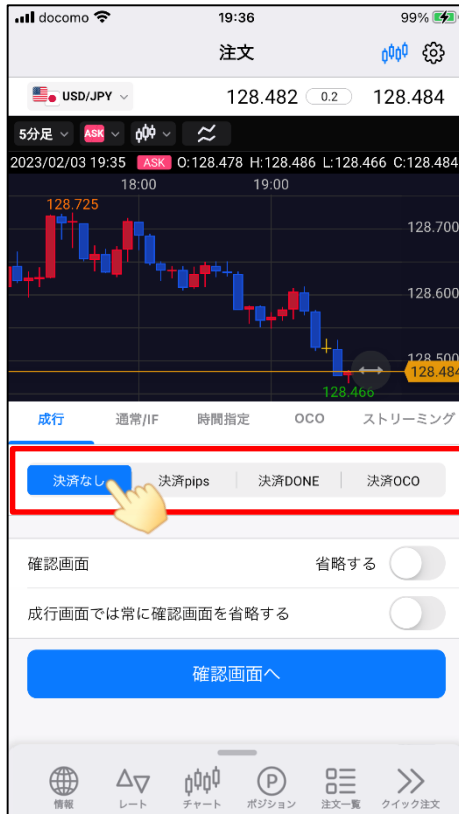 docomo 19:36 99%
注文
USD/JPY 128.482 0.2 128.484
5分足 ASK
2023/02/03 19:35 ASK O:128.478 H:128.486 L:128.466 C:128.484
18:00 19:00
128.725
128.700
128.600
128.500
128.484
128.466
成行 通常/IF 時間指定 OCO ストリーミング
決済なし 決済pips 決済DONE 決済OCO
確認画面 省略する
成行画面では常に確認画面を省略する
確認画面へ
P
情報 レート チャート ポジション 注文一覧 クイック注文